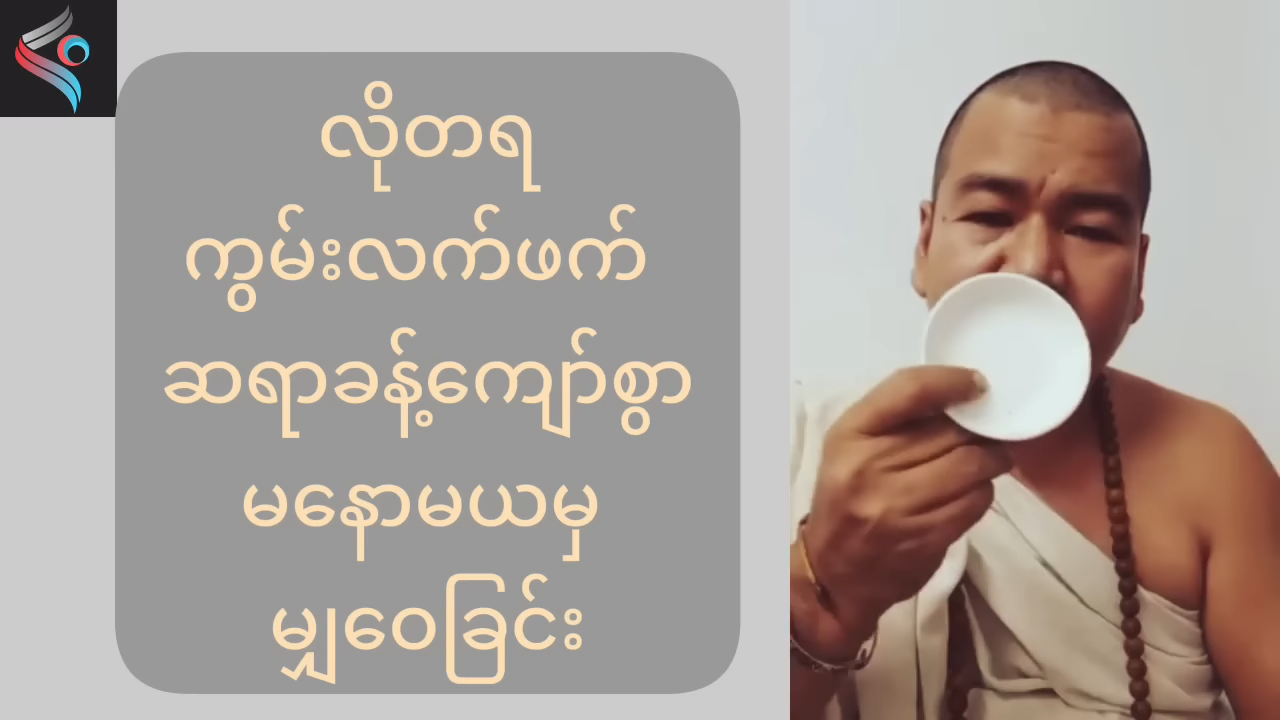 လိုတရ
ကွမ်းလက်ဖက်
ဆရာခန့်ကျော်စွာ
မနောမယမှ
မျှဝေခြင်း